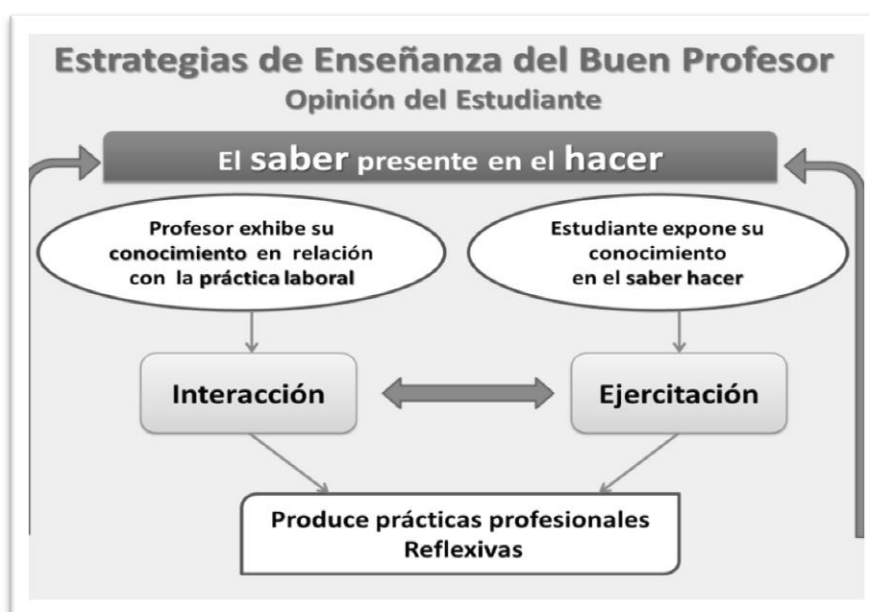 Estrategias de Enseñanza del Buen Profesor
Opinión del Estudiante
El saber presente en el hacer
Profesor exhibe su
conocimiento en relación
con la práctica laboral
Estudiante expone su
conocimiento
en el saber hacer
Interacción
Ejercitación
Produce prácticas profesionales
Reflexivas